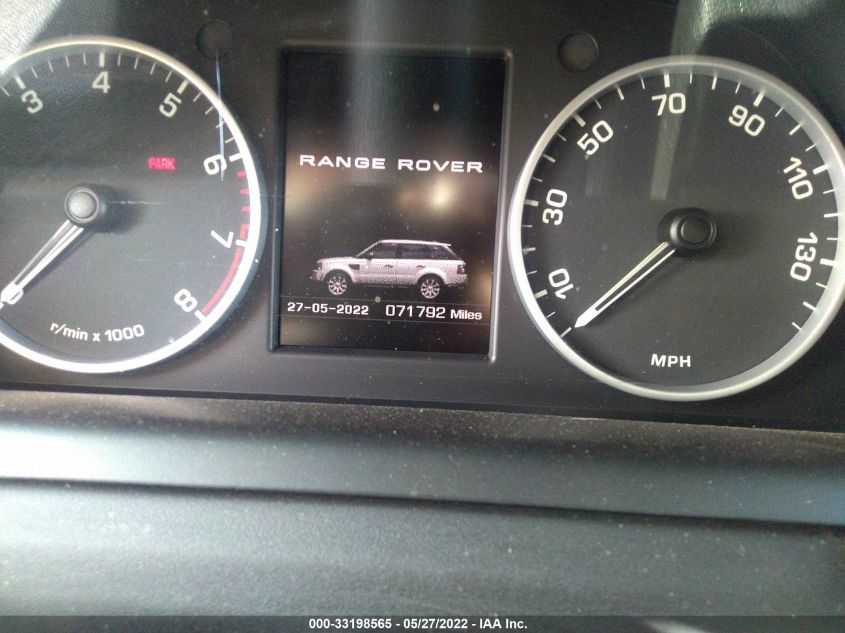 3 4 5 6 7 8
0
PARK
r/min x 1000
RANGE ROVER
27-05-2022 071792 Miles
10 30 50 70 90 110 130
MPH
000-33198565 - 05/27/2022 - IAA Inc.